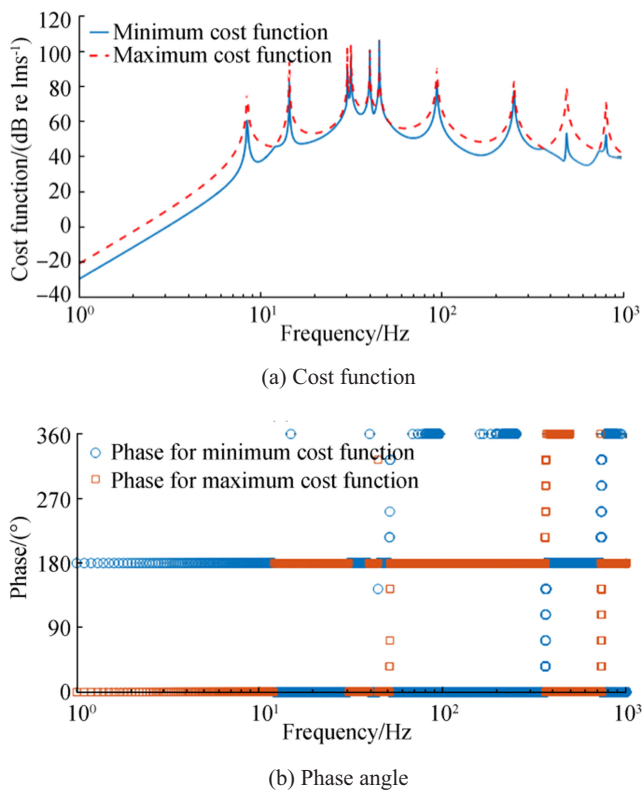 120
100
80
60
40
20
0
−20
−40
Cost function/(dB re lms⁻¹)
Minimum cost function
Maximum cost function
10⁰
10¹
10²
10³
Frequency/Hz
(a) Cost function
360
270
180
90
0
Phase/(°)
Phase for minimum cost function
Phase for maximum cost function
10⁰
10¹
10²
10³
Frequency/Hz
(b) Phase angle